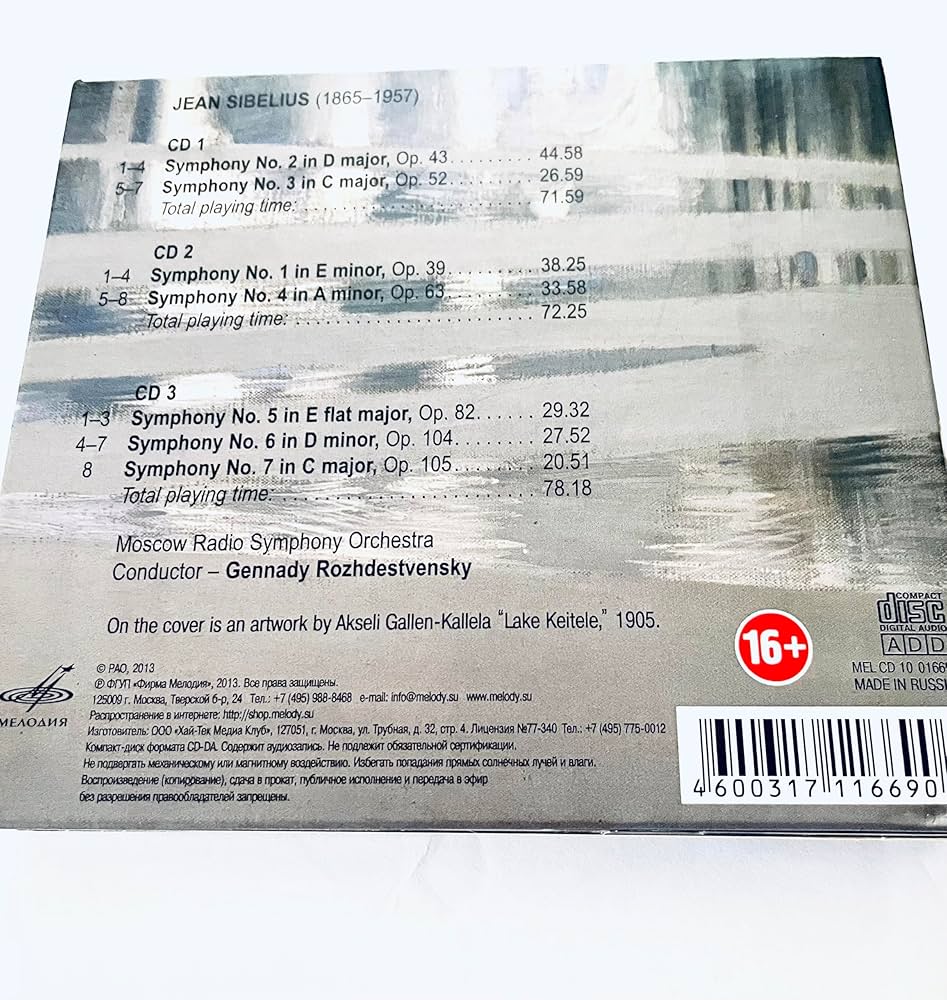 JEAN SIBELIUS (1865–1957)
CD 1
1–4 Symphony No. 2 in D major, Op. 43......... 44.58
5–7 Symphony No. 3 in C major, Op. 52......... 26.59
Total playing time: ...................... 71.59
CD 2
1–4 Symphony No. 1 in E minor, Op. 39......... 38.25
5–8 Symphony No. 4 in A minor, Op. 63......... 33.58
Total playing time: ...................... 72.25
CD 3
1–3 Symphony No. 5 in E flat major, Op. 82...... 29.32
4–7 Symphony No. 6 in D minor, Op. 104........ 27.52
8 Symphony No. 7 in C major, Op. 105........ 20.51
Total playing time: ...................... 78.18
Moscow Radio Symphony Orchestra
Conductor – Gennady Rozhdestvensky
On the cover is an artwork by Akseli Gallen-Kallela "Lake Keitele," 1905.
16+
COMPACT
disc
DIGITAL AUDIO
ADD
MEL CD 10
MADE IN
МЕЛОДИЯ
© РАО, 2013
℗ ФГУП «Фирма Мелодия», 2013. Все права защищены.
125009 г. Москва, Тверской б-р, 24 Тел.: +7 (495) 988-8468 e-mail: info@melody.su www.melody.su
Распространение в интернете: http://shop.melody.su
Изготовитель: ООО «Хай-Тек Медиа Клуб», 127051, г. Москва, ул. Трубная, д. 32, стр. 4. Лицензия №77-340 Тел.: +7 (495) 775-0012
Компакт-диск формата CD-DA. Содержит аудиозапись. Не подлежит обязательной сертификации.
Не подвергать механическому или магнитному воздействию. Избегать попадания прямых солнечных лучей и влаги.
Воспроизведение (копирование), сдача в прокат, публичное исполнение и передача в эфир
без разрешения правообладателей запрещены.
4 600317 116690